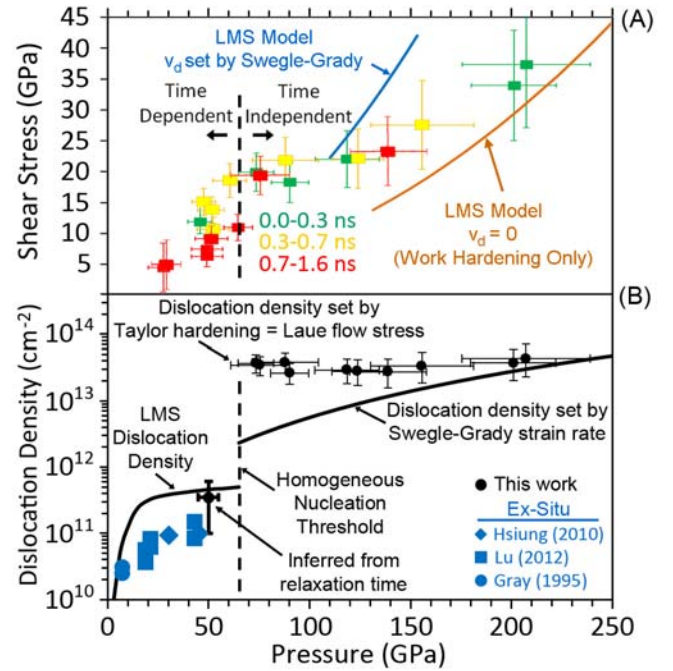 (A)
45
40
35
30
25
20
15
10
5
Shear Stress (GPa)
LMS Model
v_d set by Swegle-Grady
Time
Dependent
Time
Independent
0.0-0.3 ns
0.3-0.7 ns
0.7-1.6 ns
LMS Model
v_d = 0
(Work Hardening Only)
(B)
10^14
10^13
10^12
10^11
10^10
Dislocation Density (cm^-2)
Dislocation density set by
Taylor hardening = Laue flow stress
LMS
Dislocation
Density
Dislocation density set by
Swegle-Grady strain rate
Homogeneous
Nucleation
Threshold
Inferred from
relaxation time
This work
Ex-Situ
Hsiung (2010)
Lu (2012)
Gray (1995)
0 50 100 150 200 250
Pressure (GPa)